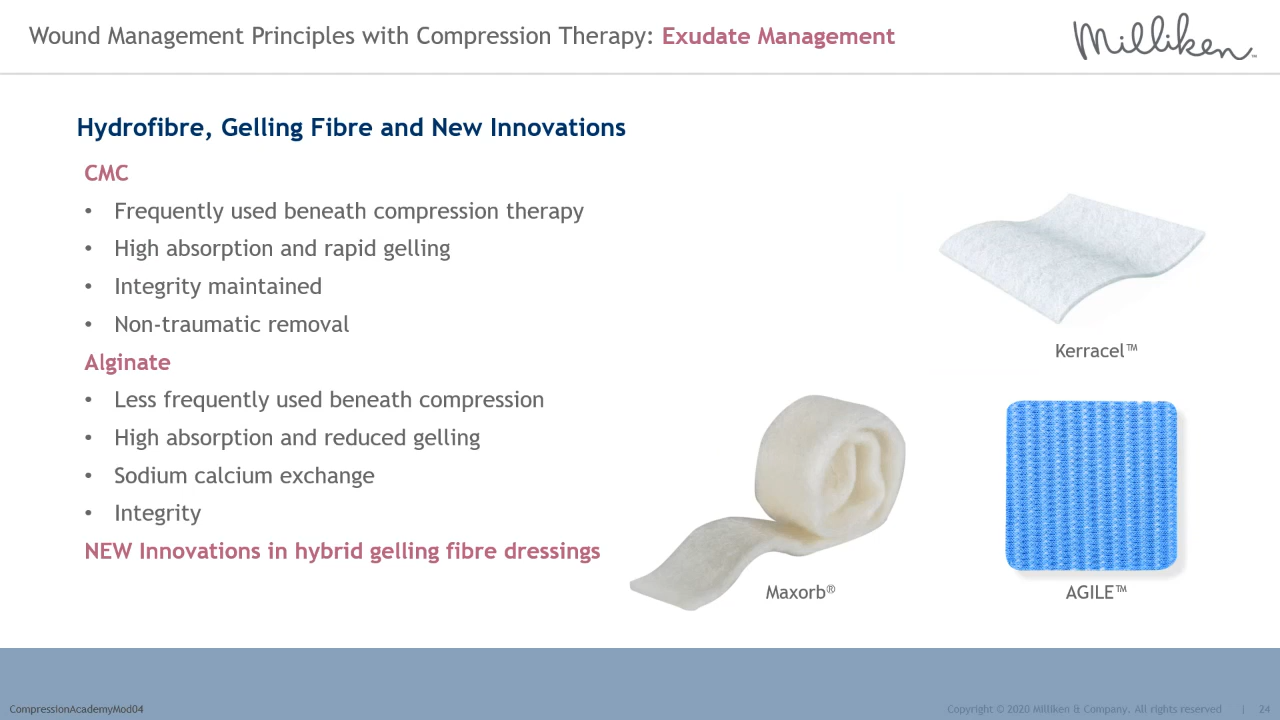 Wound Management Principles with Compression Therapy: Exudate Management
Milliken™
Hydrofibre, Gelling Fibre and New Innovations
CMC
• Frequently used beneath compression therapy
• High absorption and rapid gelling
• Integrity maintained
• Non-traumatic removal
Alginate
• Less frequently used beneath compression
• High absorption and reduced gelling
• Sodium calcium exchange
• Integrity
NEW Innovations in hybrid gelling fibre dressings
Kerracel™
Maxorb®
AGILE™
CompressionAcademyMod04
Copyright © 2020 Milliken & Company. All rights reserved | 24